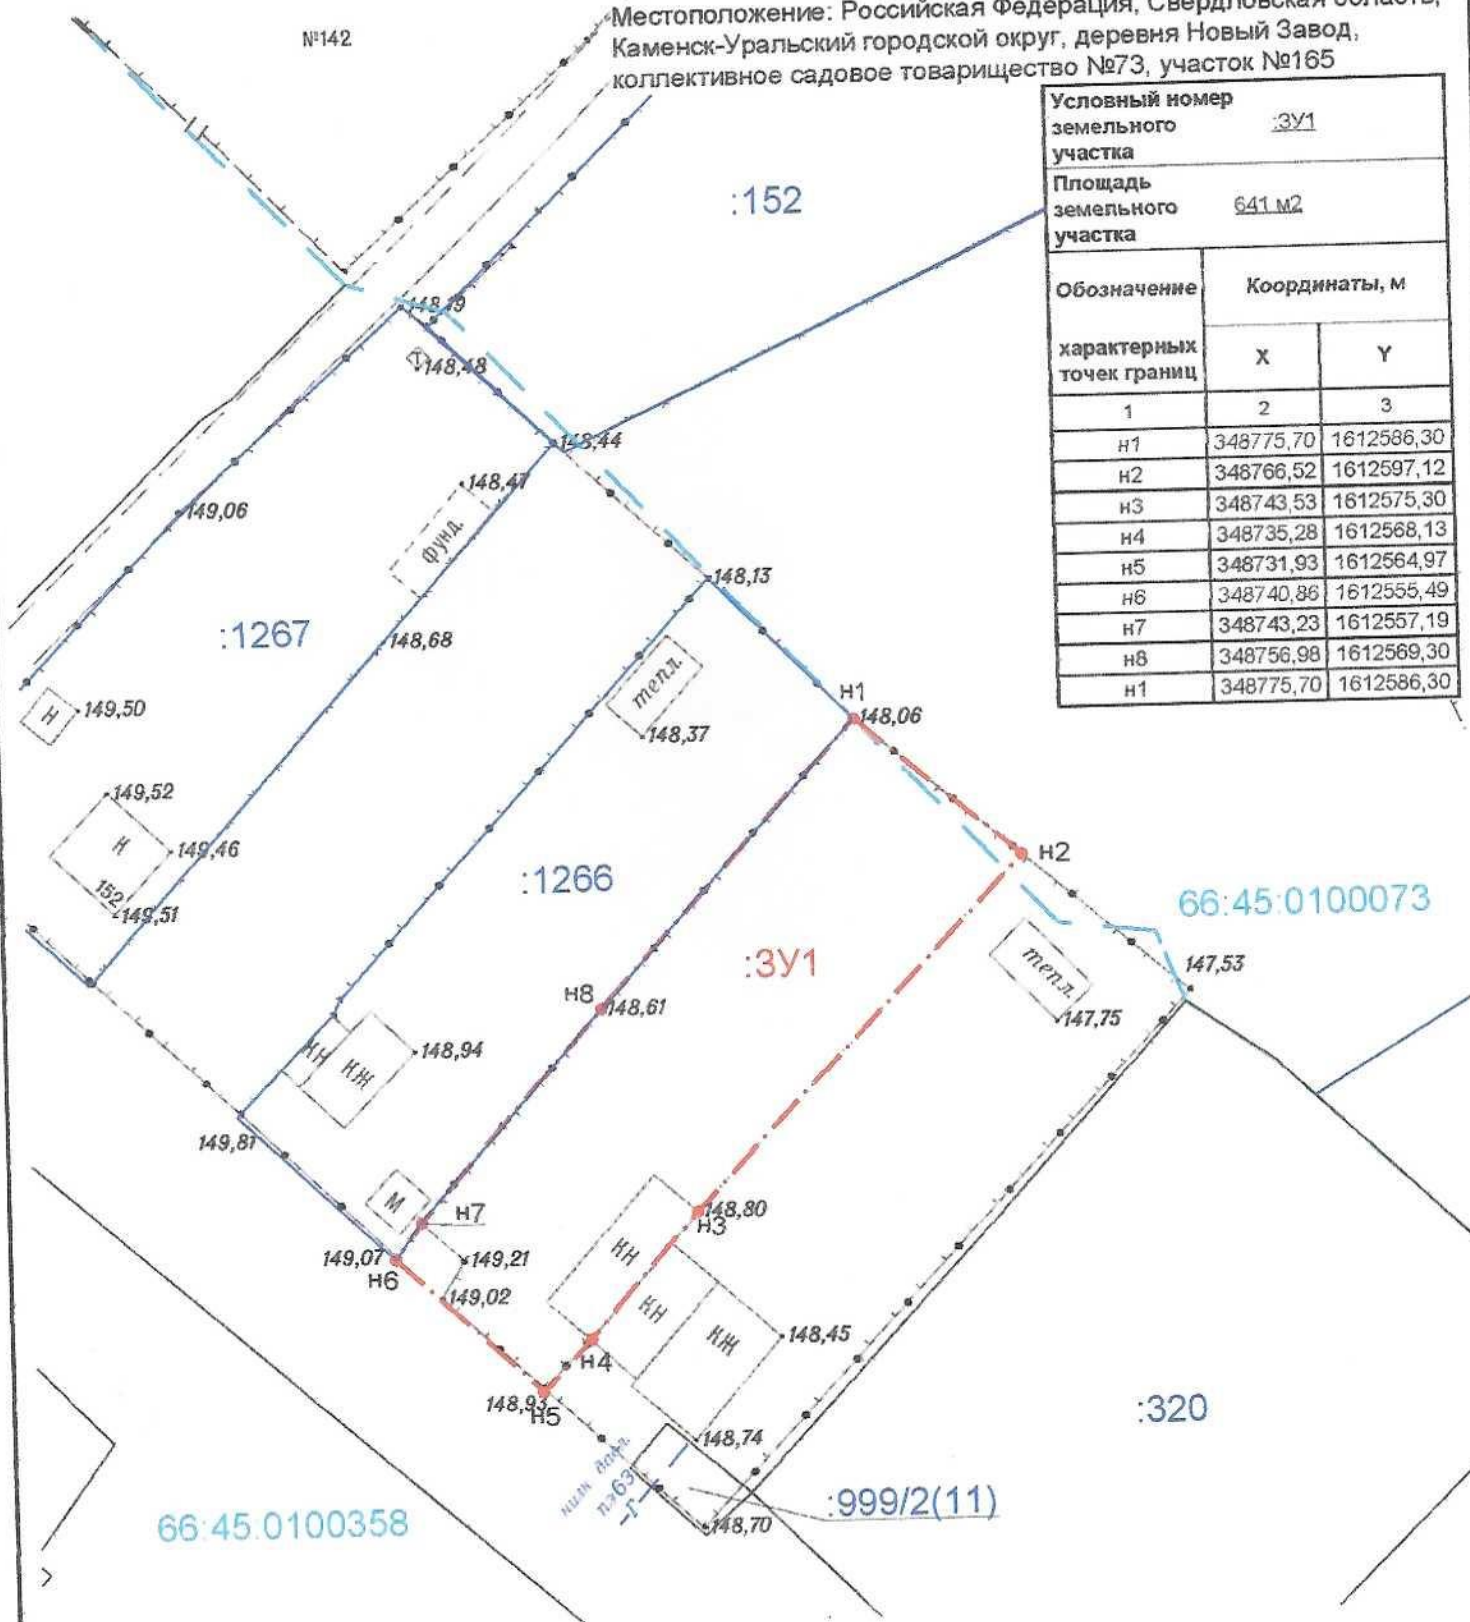 Местоположение: Российская Федерация, Свердловская область,
Каменск-Уральский городской округ, деревня Новый Завод,
коллективное садовое товарищество №73, участок №165
№142
Условный номер
земельного
участка
:ЗУ1
Площадь
земельного
участка
641 м2
Обозначение
характерных
точек границ
Координаты, м
X Y
1 2 3
н1 348775,70 1612586,30
н2 348766,52 1612597,12
н3 348743,53 1612575,30
н4 348735,28 1612568,13
н5 348731,93 1612564,97
н6 348740,86 1612555,49
н7 348743,23 1612557,19
н8 348756,98 1612569,30
н1 348775,70 1612586,30
:152
148,19
Т
148,48
148,44
148,47
фунд.
149,06
148,13
:1267
148,68
тепл.
148,37
Н
149,50
н1
148,06
149,52
Н
149,46
152
149,51
н2
:1266
66:45:0100073
:ЗУ1
тепл.
147,53
147,75
н8
148,61
КН
КЖ
148,94
149,81
М
н7
148,80
н3
149,07
н6
149,21
149,02
КН
КН
КЖ
148,45
н4
148,93
н5
:320
148,74
пэ63
-Г-
:999/2(11)
148,70
66:45:0100358